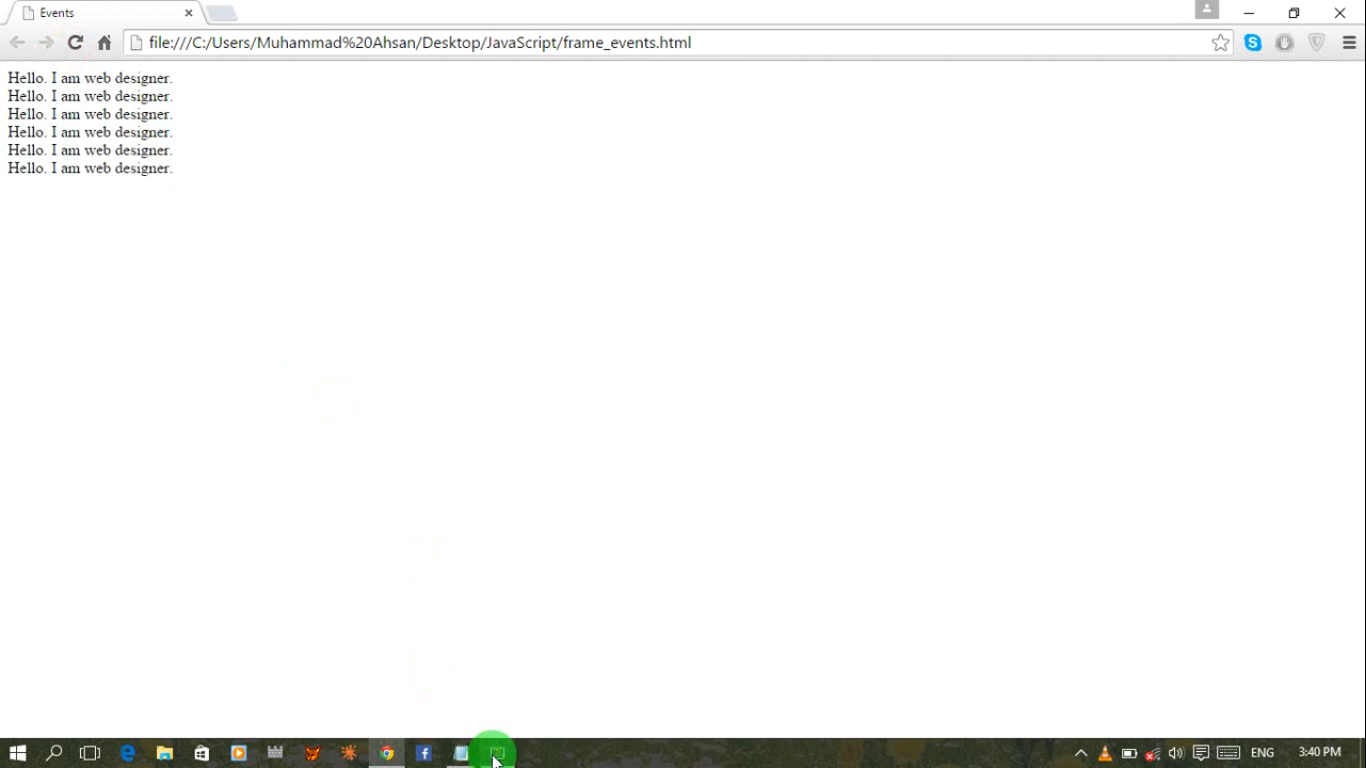 Events
file:///C:/Users/Muhammad%20Ahsan/Desktop/JavaScript/frame_events.html
Hello. I am web designer.
Hello. I am web designer.
Hello. I am web designer.
Hello. I am web designer.
Hello. I am web designer.
Hello. I am web designer.
ENG
3:40 PM